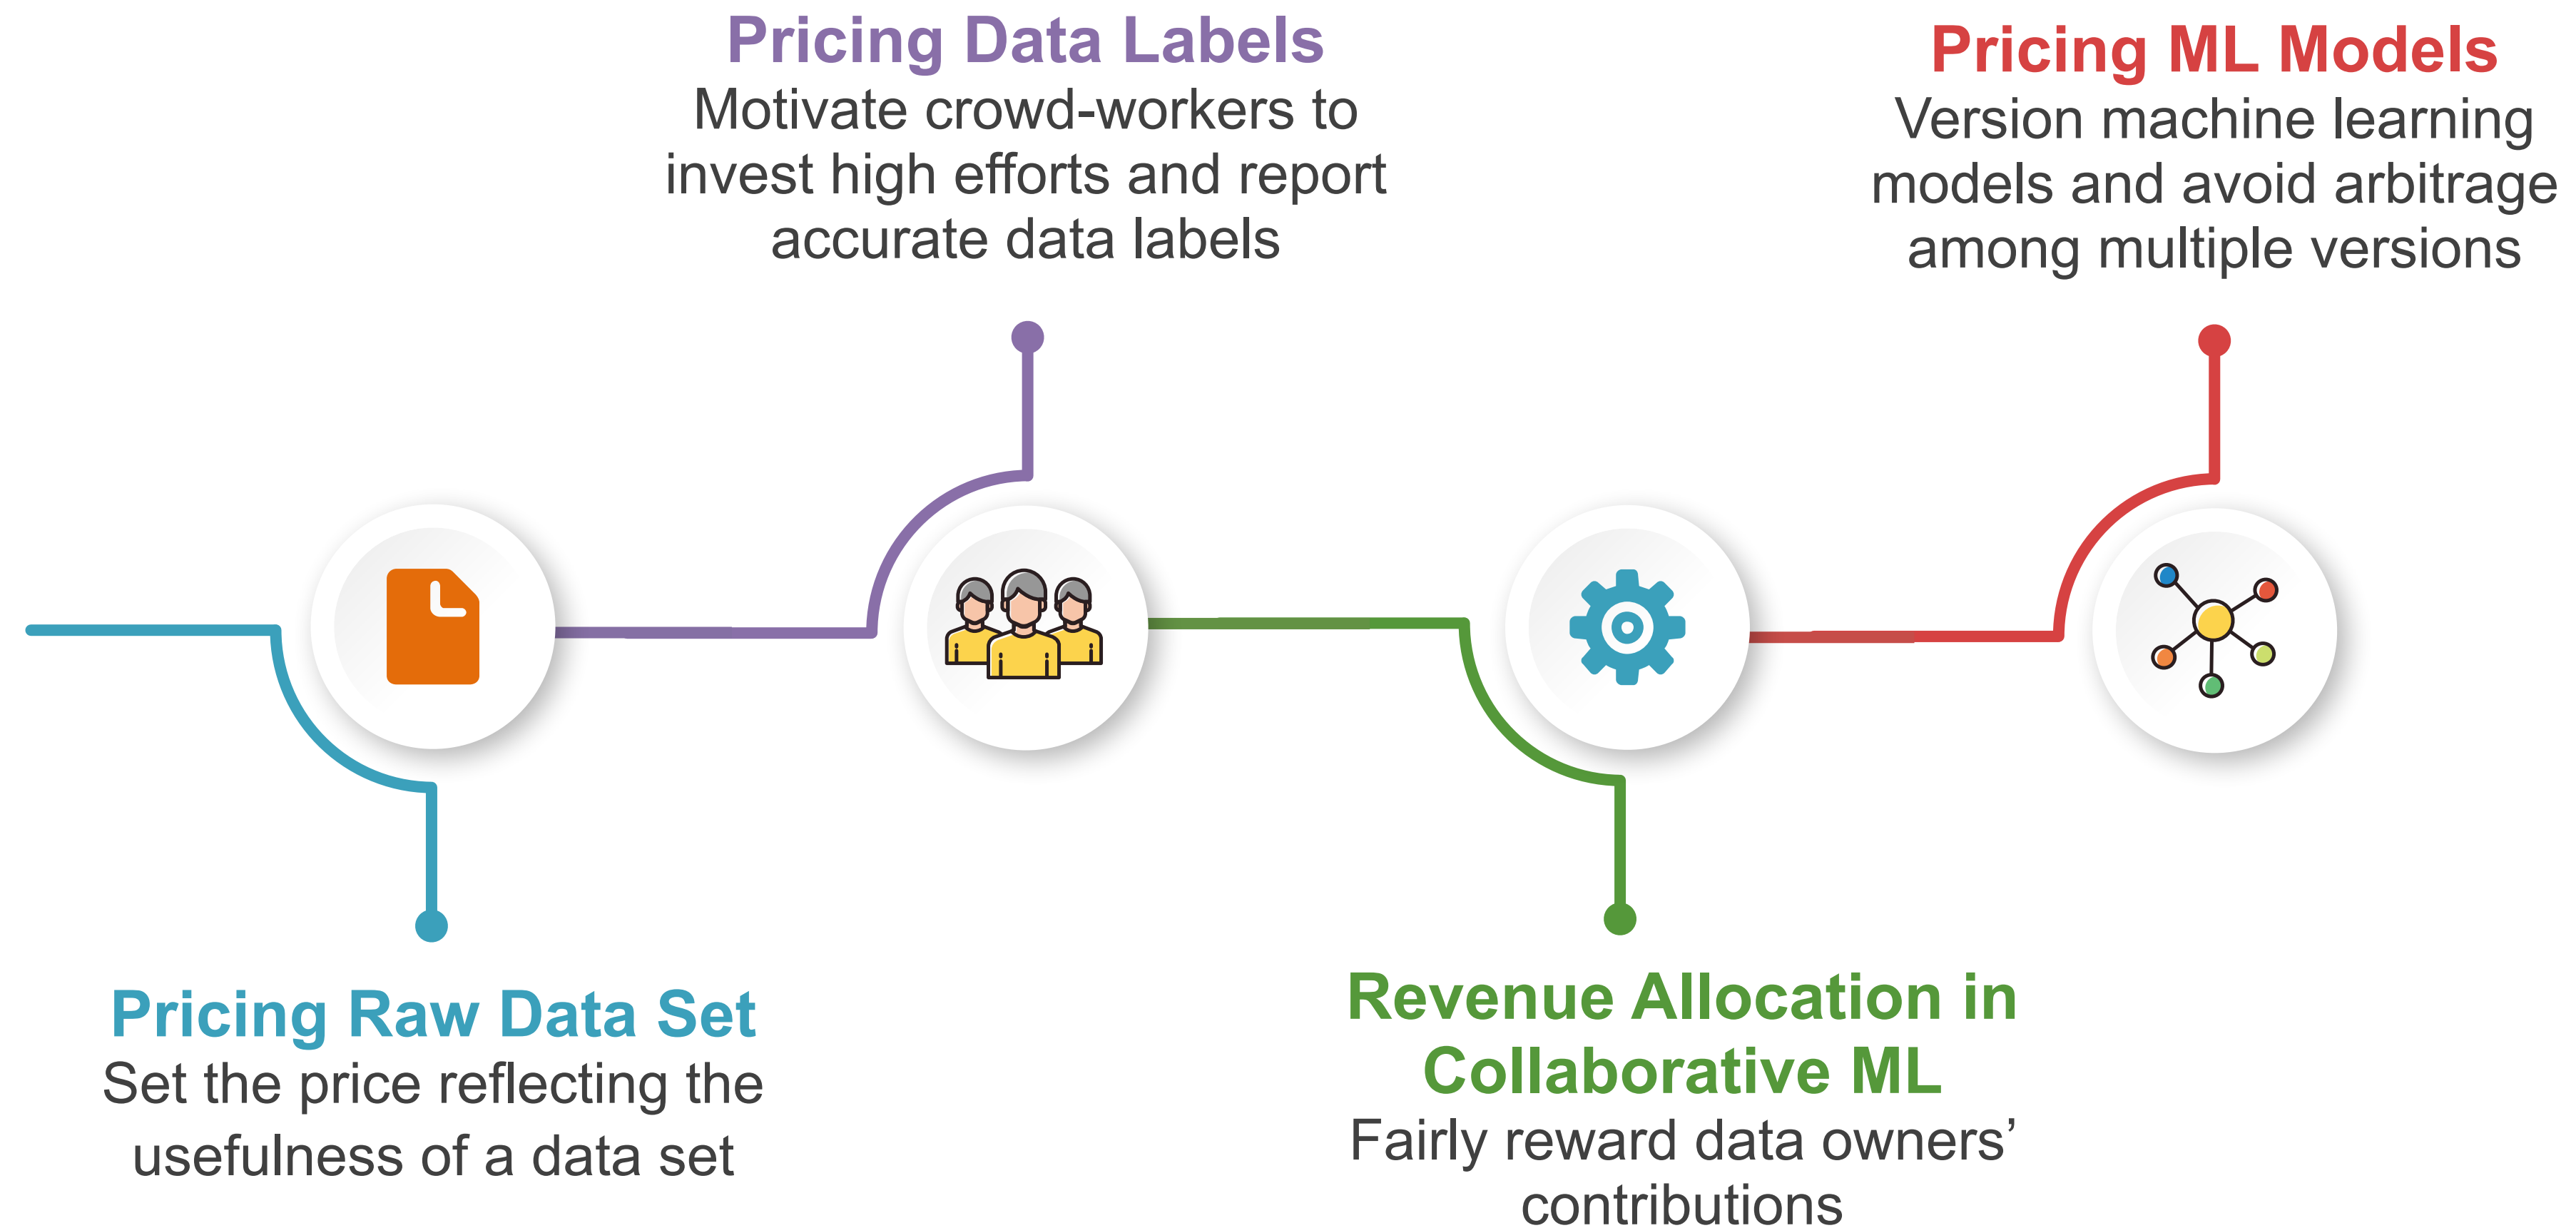 Pricing Data Labels
Motivate crowd-workers to
invest high efforts and report
accurate data labels
Pricing ML Models
Version machine learning
models and avoid arbitrage
among multiple versions
Pricing Raw Data Set
Set the price reflecting the
usefulness of a data set
Revenue Allocation in
Collaborative ML
Fairly reward data owners’
contributions